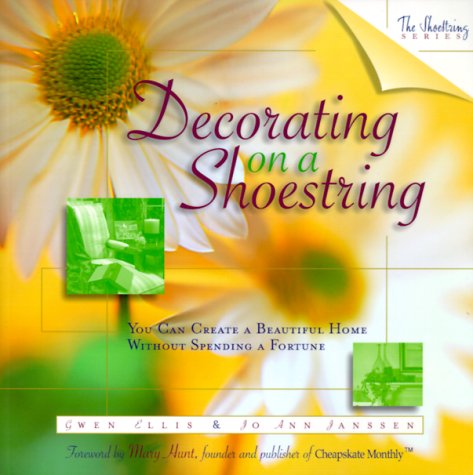 The Shoestring
SERIES
Decorating
on a
Shoestring
YOU CAN CREATE A BEAUTIFUL HOME
WITHOUT SPENDING A FORTUNE
GWEN ELLIS & JO ANN JANSSEN
Foreword by Mary Hunt, founder and publisher of Cheapskate Monthly™